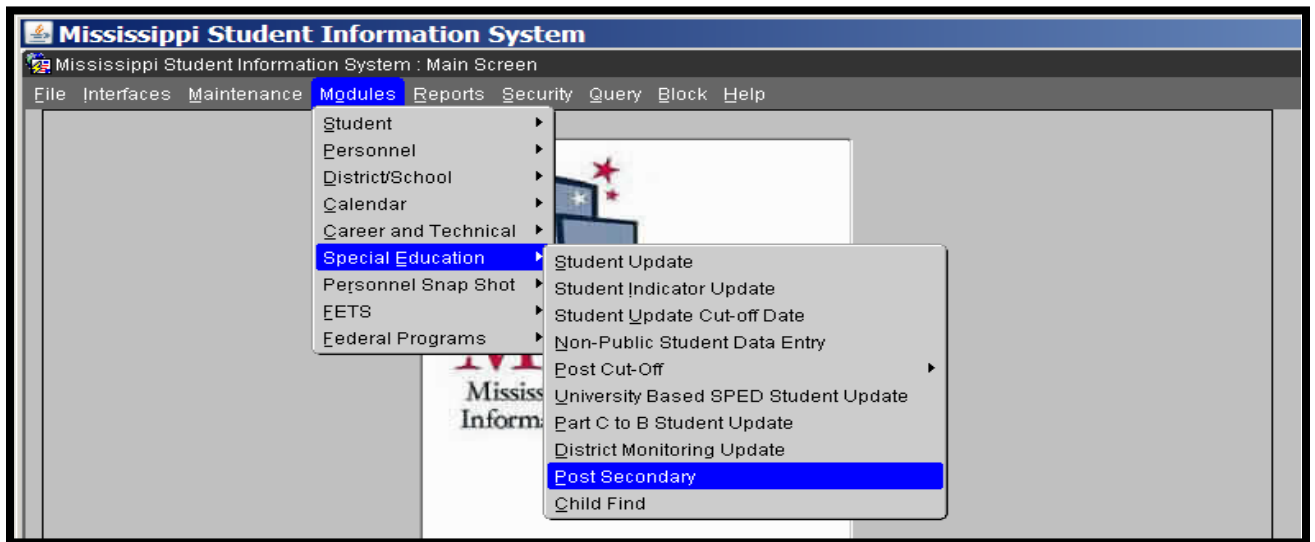 Mississippi Student Information System
Mississippi Student Information System : Main Screen
File Interfaces Maintenance Modules Reports Security Query Block Help
Student
Personnel
District/School
Calendar
Career and Technical
Special Education
Personnel Snap Shot
FETS
Federal Programs
Student Update
Student Indicator Update
Student Update Cut-off Date
Non-Public Student Data Entry
Post Cut-Off
University Based SPED Student Update
Part C to B Student Update
District Monitoring Update
Post Secondary
Child Find